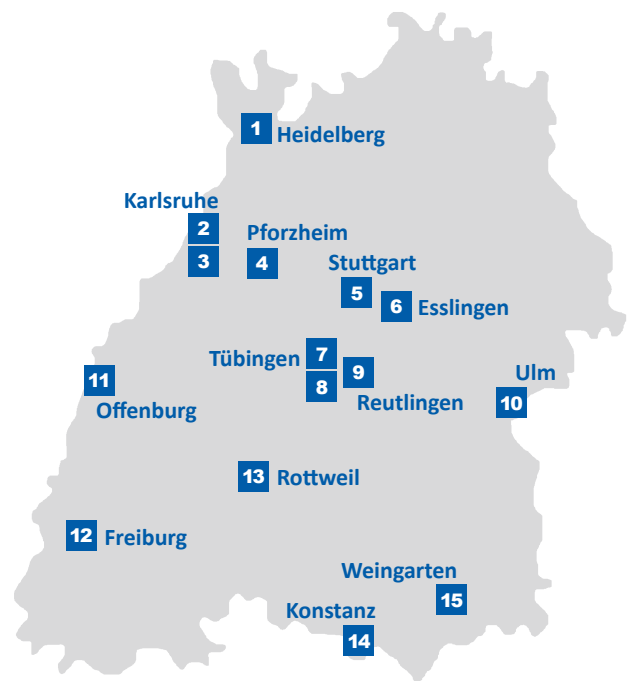 1 Heidelberg
Karlsruhe
2
3
Pforzheim
4
Stuttgart
5
6 Esslingen
Tübingen 7
8
9
Reutlingen
Ulm
10
11
Offenburg
13 Rottweil
12 Freiburg
Weingarten
15
Konstanz
14